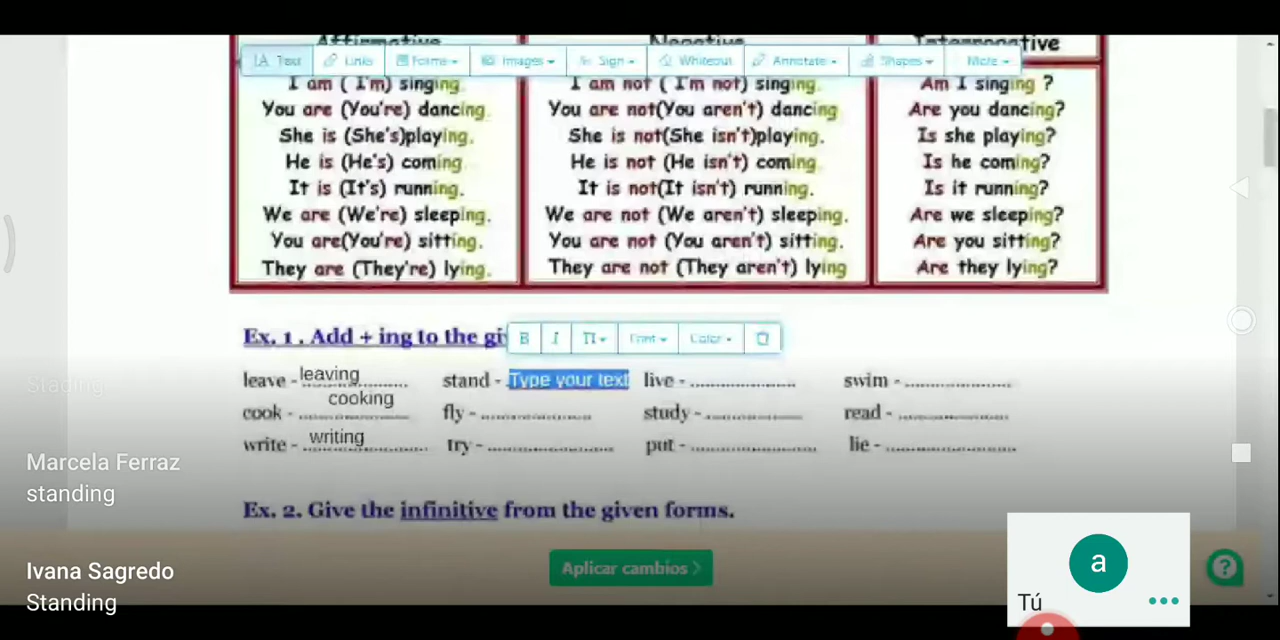 Affirmative Negative Interrogative
Text Links Forms Images Sign Whiteout Annotate Shapes More
I am ( I'm) singing. I am not ( I'm not) singing. Am I singing ?
You are (You're) dancing. You are not(You aren't) dancing Are you dancing?
She is (She's)playing. She is not(She isn't)playing. Is she playing?
He is (He's) coming. He is not (He isn't) coming. Is he coming?
It is (It's) running. It is not(It isn't) running. Is it running?
We are (We're) sleeping. We are not (We aren't) sleeping. Are we sleeping?
You are(You're) sitting. You are not (You aren't) sitting. Are you sitting?
They are (They're) lying. They are not (They aren't) lying Are they lying?
Ex. 1 . Add + ing to the gi B I TI Font Color
leave - leaving stand - Type your text live - swim -
Stading
cook - cooking fly - study - read -
write - writing try - put - lie -
Marcela Ferraz
standing
Ex. 2. Give the infinitive from the given forms.
Ivana Sagredo
Standing
Aplicar cambios >
a
Tú
?